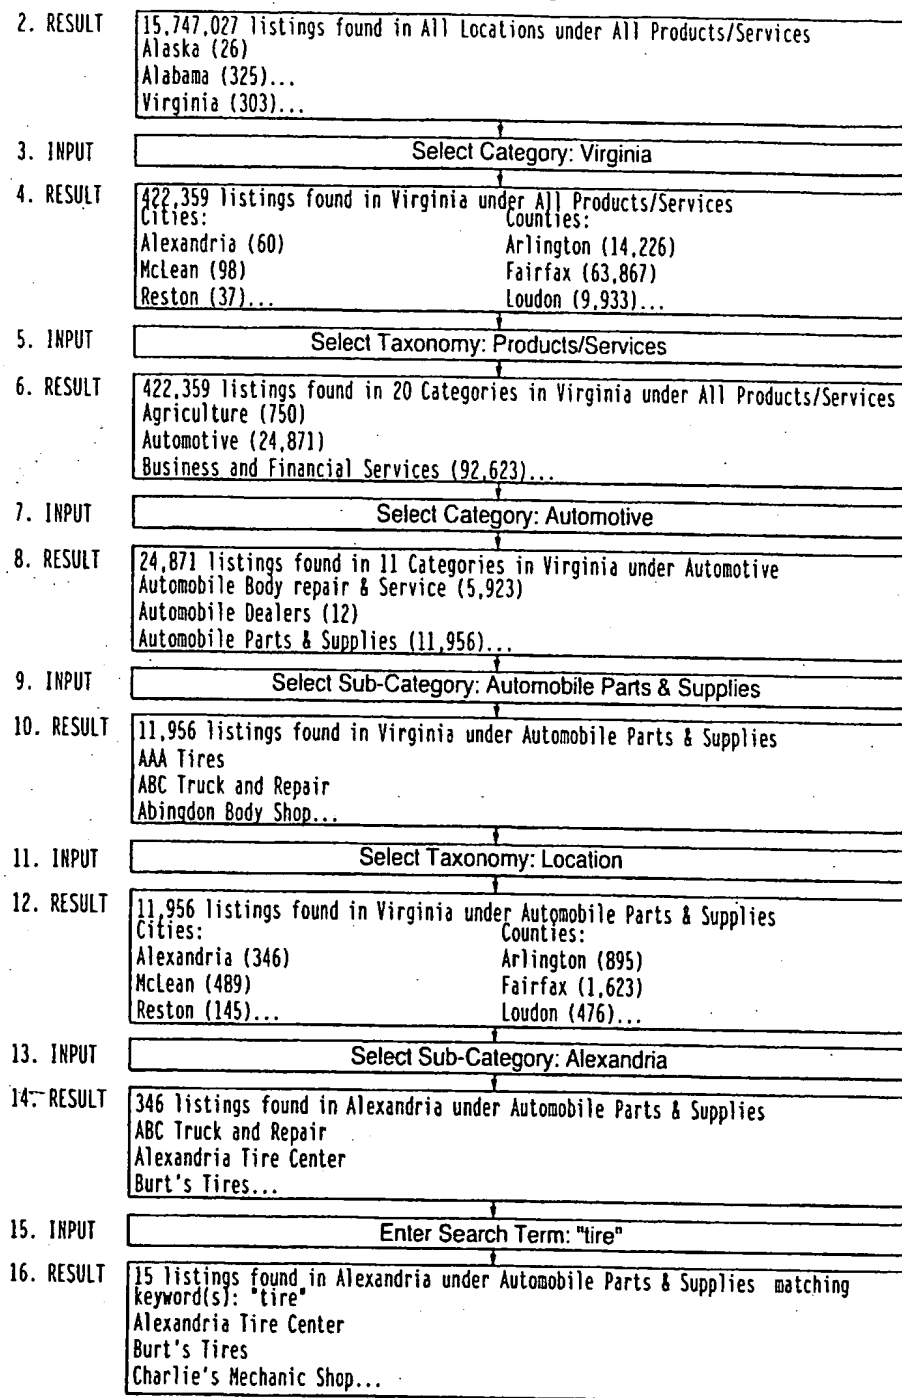 2. RESULT
15,747,027 listings found in All Locations under All Products/Services
Alaska (26)
Alabama (325)...
Virginia (303)...
3. INPUT
Select Category: Virginia
4. RESULT
422,359 listings found in Virginia under All Products/Services
Cities: Counties:
Alexandria (60) Arlington (14,226)
McLean (98) Fairfax (63,867)
Reston (37)... Loudon (9,933)...
5. INPUT
Select Taxonomy: Products/Services
6. RESULT
422,359 listings found in 20 Categories in Virginia under All Products/Services
Agriculture (750)
Automotive (24,871)
Business and Financial Services (92,623)...
7. INPUT
Select Category: Automotive
8. RESULT
24,871 listings found in 11 Categories in Virginia under Automotive
Automobile Body repair & Service (5,923)
Automobile Dealers (12)
Automobile Parts & Supplies (11,956)...
9. INPUT
Select Sub-Category: Automobile Parts & Supplies
10. RESULT
11,956 listings found in Virginia under Automobile Parts & Supplies
AAA Tires
ABC Truck and Repair
Abingdon Body Shop...
11. INPUT
Select Taxonomy: Location
12. RESULT
11,956 listings found in Virginia under Automobile Parts & Supplies
Cities: Counties:
Alexandria (346) Arlington (895)
McLean (489) Fairfax (1,623)
Reston (145)... Loudon (476)...
13. INPUT
Select Sub-Category: Alexandria
14. RESULT
346 listings found in Alexandria under Automobile Parts & Supplies
ABC Truck and Repair
Alexandria Tire Center
Burt's Tires...
15. INPUT
Enter Search Term: "tire"
16. RESULT
15 listings found in Alexandria under Automobile Parts & Supplies matching
keyword(s): "tire"
Alexandria Tire Center
Burt's Tires
Charlie's Mechanic Shop...